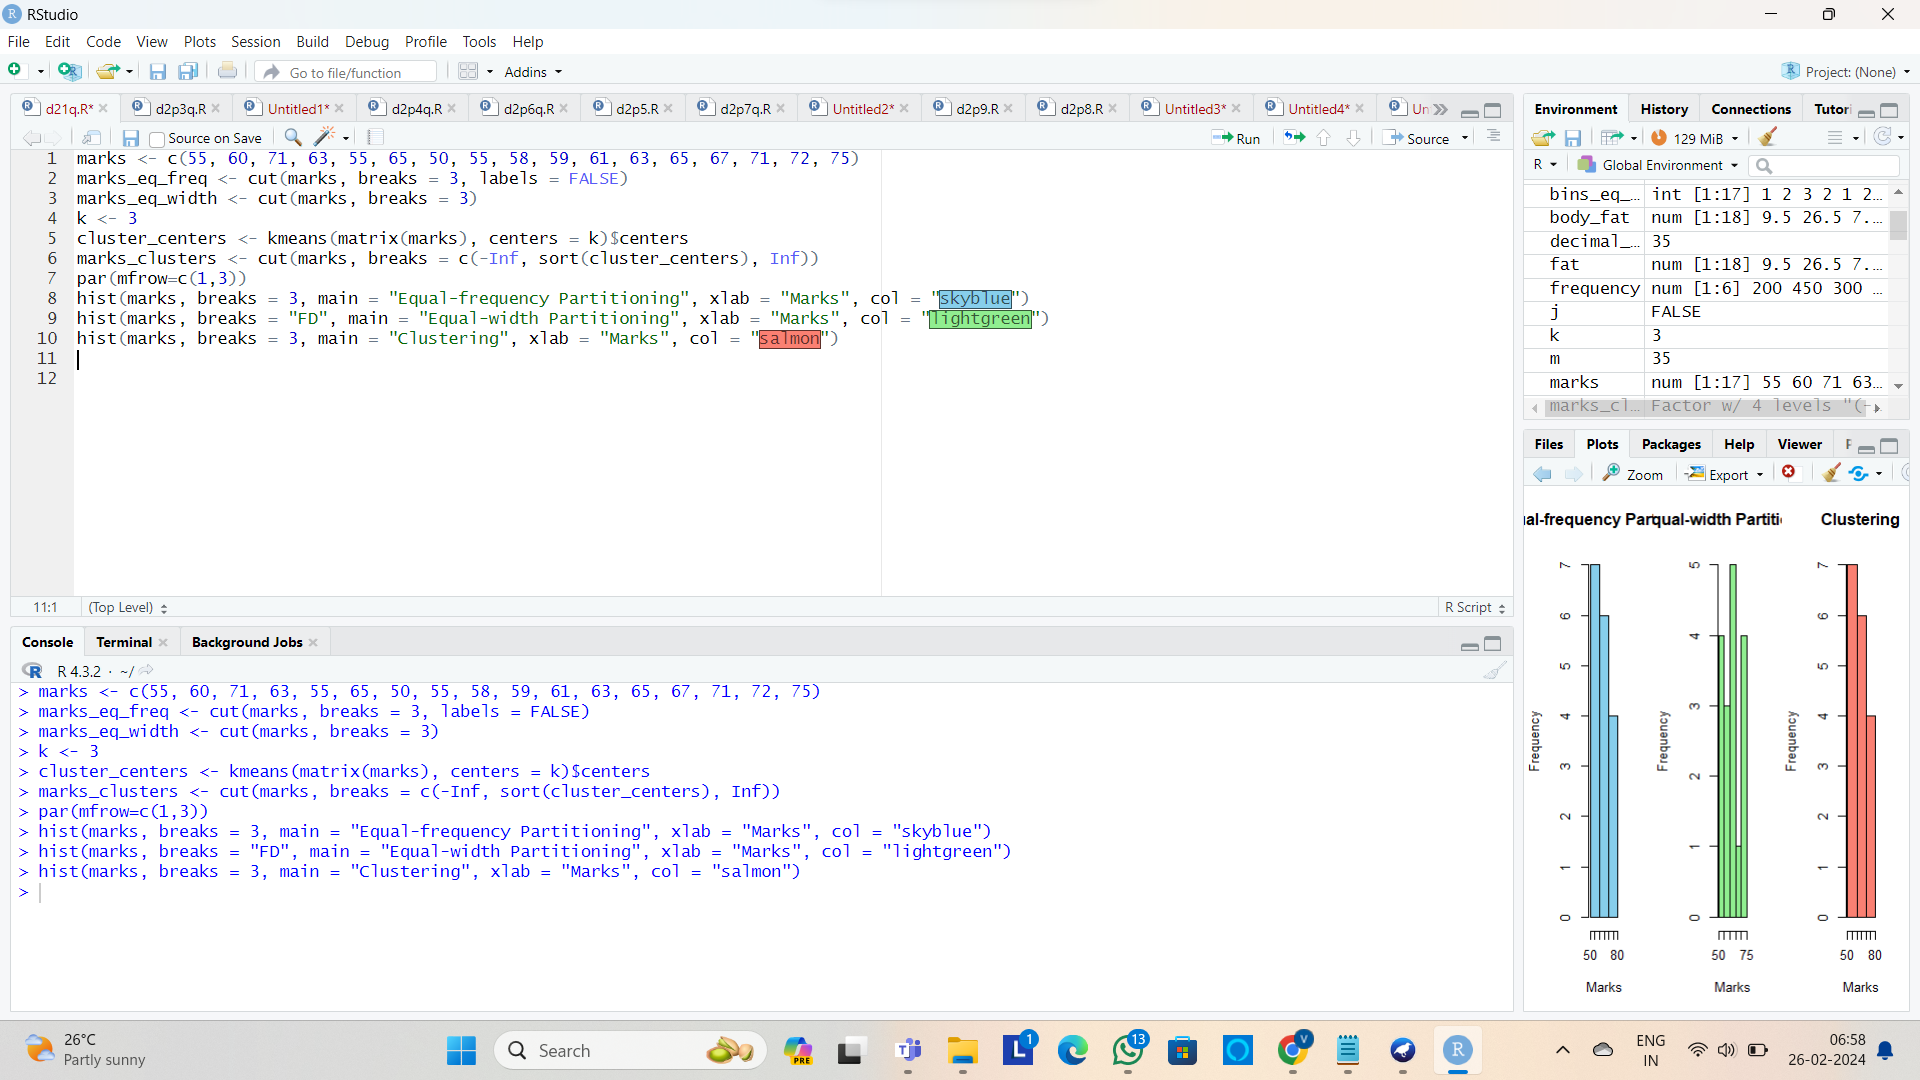 RStudio
File Edit Code View Plots Session Build Debug Profile Tools Help
Go to file/function Addins Project: (None)
d21q.R* d2p3q.R Untitled1* d2p4q.R d2p6q.R d2p5.R d2p7q.R Untitled2* d2p9.R d2p8.R Untitled3* Untitled4* Un
Source on Save Run Source
1 marks <- c(55, 60, 71, 63, 55, 65, 50, 55, 58, 59, 61, 63, 65, 67, 71, 72, 75)
2 marks_eq_freq <- cut(marks, breaks = 3, labels = FALSE)
3 marks_eq_width <- cut(marks, breaks = 3)
4 k <- 3
5 cluster_centers <- kmeans(matrix(marks), centers = k)$centers
6 marks_clusters <- cut(marks, breaks = c(-Inf, sort(cluster_centers), Inf))
7 par(mfrow=c(1,3))
8 hist(marks, breaks = 3, main = "Equal-frequency Partitioning", xlab = "Marks", col = "skyblue")
9 hist(marks, breaks = "FD", main = "Equal-width Partitioning", xlab = "Marks", col = "lightgreen")
10 hist(marks, breaks = 3, main = "Clustering", xlab = "Marks", col = "salmon")
11
12
11:1 (Top Level) R Script
Console Terminal Background Jobs
R 4.3.2 · ~/
> marks <- c(55, 60, 71, 63, 55, 65, 50, 55, 58, 59, 61, 63, 65, 67, 71, 72, 75)
> marks_eq_freq <- cut(marks, breaks = 3, labels = FALSE)
> marks_eq_width <- cut(marks, breaks = 3)
> k <- 3
> cluster_centers <- kmeans(matrix(marks), centers = k)$centers
> marks_clusters <- cut(marks, breaks = c(-Inf, sort(cluster_centers), Inf))
> par(mfrow=c(1,3))
> hist(marks, breaks = 3, main = "Equal-frequency Partitioning", xlab = "Marks", col = "skyblue")
> hist(marks, breaks = "FD", main = "Equal-width Partitioning", xlab = "Marks", col = "lightgreen")
> hist(marks, breaks = 3, main = "Clustering", xlab = "Marks", col = "salmon")
>
Environment History Connections Tutori
129 MiB
R Global Environment
bins_eq_… int [1:17] 1 2 3 2 1 2…
body_fat num [1:18] 9.5 26.5 7.…
decimal_… 35
fat num [1:18] 9.5 26.5 7.…
frequency num [1:6] 200 450 300 …
j FALSE
k 3
m 35
marks num [1:17] 55 60 71 63…
marks_cl… Factor w/ 4 levels "(-
Files Plots Packages Help Viewer
Zoom Export
al-frequency Par qual-width Partiti Clustering
7 6 5 4 3 2 1 0
Frequency
50 80
Marks
5 4 3 2 1 0
Frequency
50 75
Marks
7 6 5 4 3 2 1 0
Frequency
50 80
Marks
26°C
Partly sunny
Search
PRE
1
13
V
ENG
IN
06:58
26-02-2024